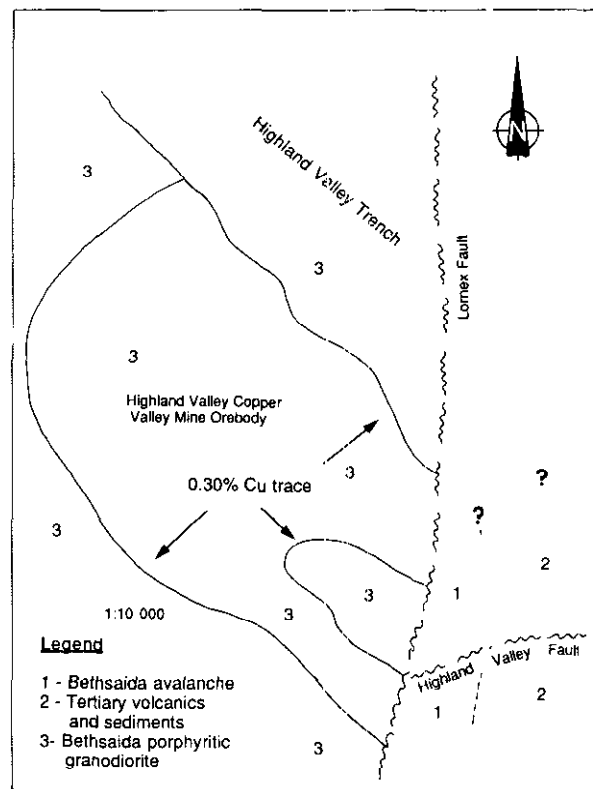 N
Highland Valley Trench
3
3
Lornex Fault
3
Highland Valley Copper
Valley Mine Orebody
3
?
0.30% Cu trace
?
3
2
3
1
1:10 000
3
Highland Valley Fault
Legend
1
2
1 - Bethsaida avalanche
2 - Tertiary volcanics
and sediments
3
3- Bethsaida porphyritic
granodiorite